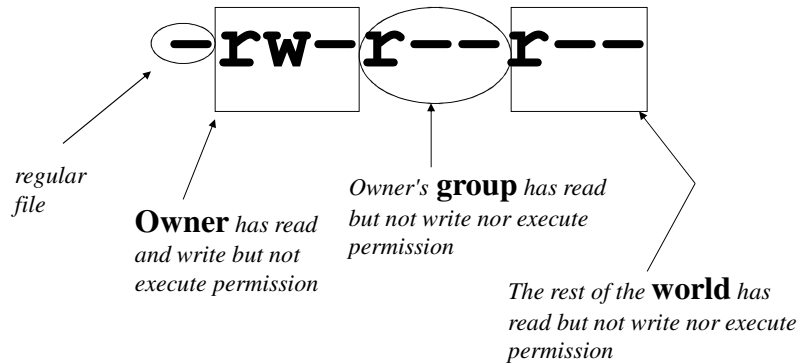 -rw-r--r--
regular
file
Owner has read
and write but not
execute permission
Owner's group has read
but not write nor execute
permission
The rest of the world has
read but not write nor execute
permission